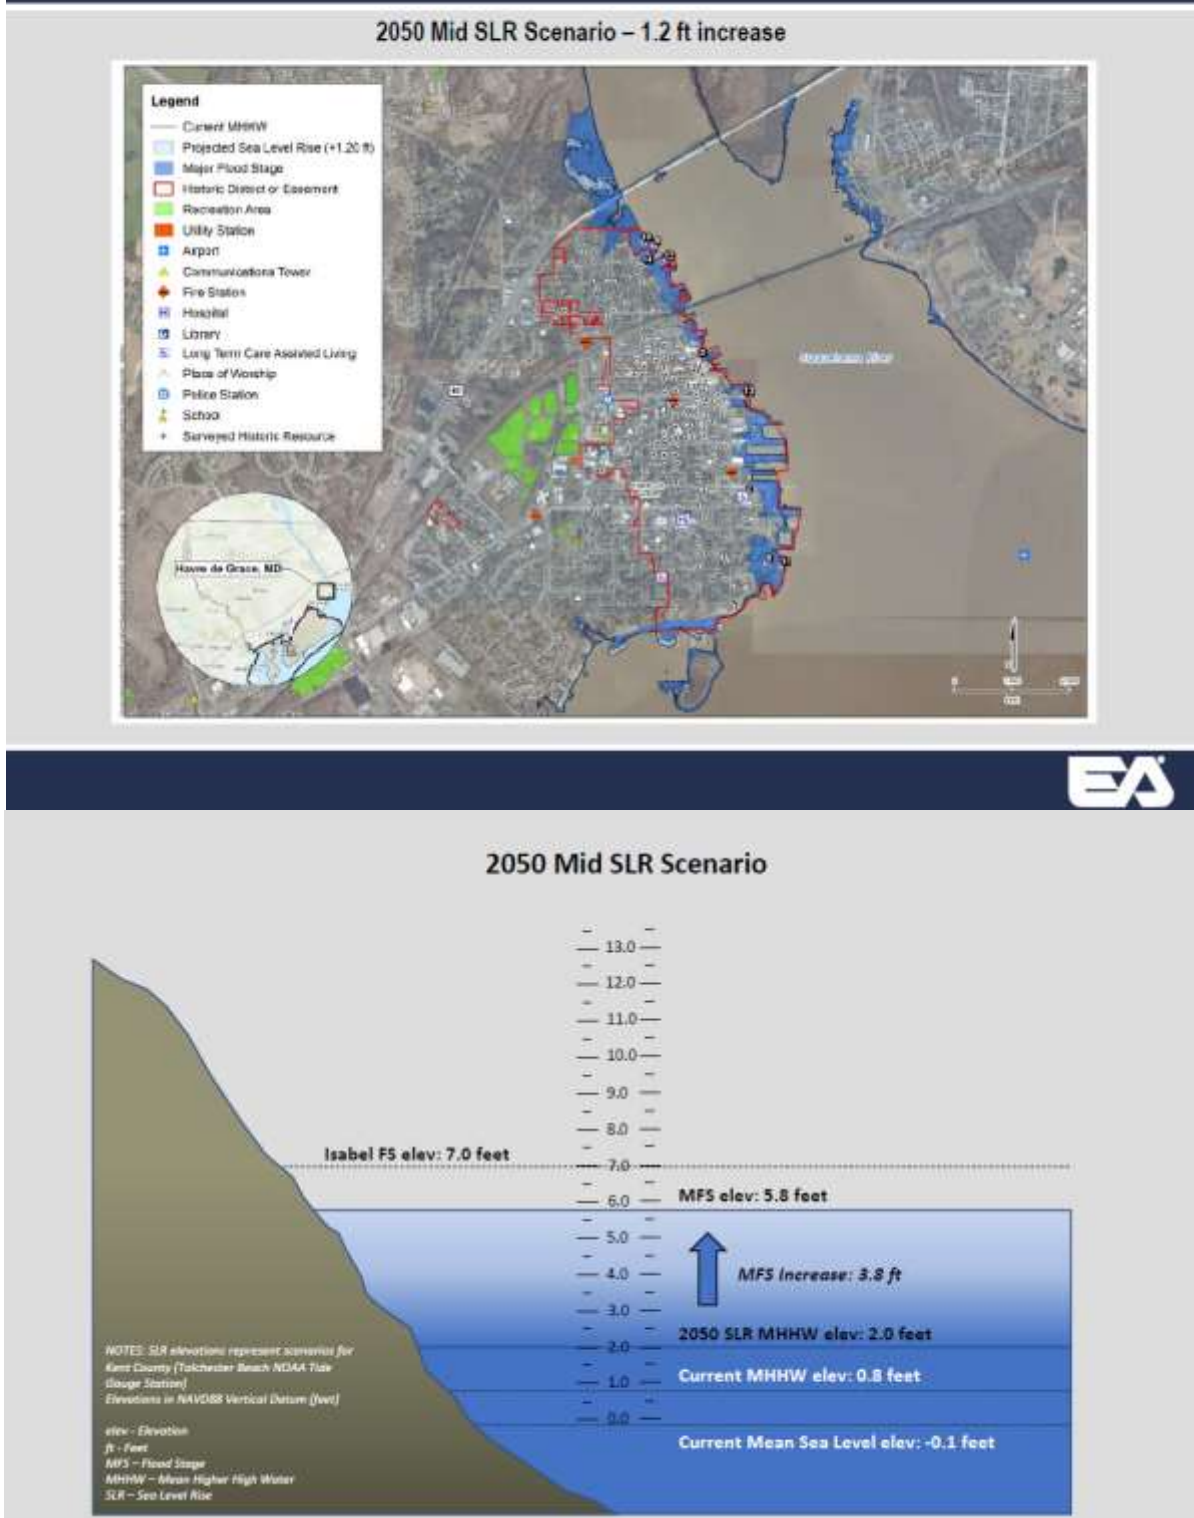 2050 Mid SLR Scenario – 1.2 ft increase
Legend
Current MHHW
Projected Sea Level Rise (+1.20 ft)
Major Flood Stage
Historic District or Easement
Recreation Area
Utility Station
Airport
Communications Tower
Fire Station
Hospital
Library
Long Term Care Assisted Living
Place of Worship
Police Station
School
Surveyed Historic Resource
Havre de Grace, MD
EA
2050 Mid SLR Scenario
13.0
12.0
11.0
10.0
9.0
8.0
Isabel FS elev: 7.0 feet
7.0
MFS elev: 5.8 feet
6.0
5.0
MFS Increase: 3.8 ft
4.0
3.0
2050 SLR MHHW elev: 2.0 feet
2.0
Current MHHW elev: 0.8 feet
1.0
0.0
Current Mean Sea Level elev: -0.1 feet
NOTES: SLR elevations represent scenarios for
Kent County (Tolchester Beach NOAA Tide
Gauge Station)
Elevations in NAVD88 Vertical Datum (feet)
elev - Elevation
ft - Feet
MFS – Flood Stage
MHHW – Mean Higher High Water
SLR – Sea Level Rise